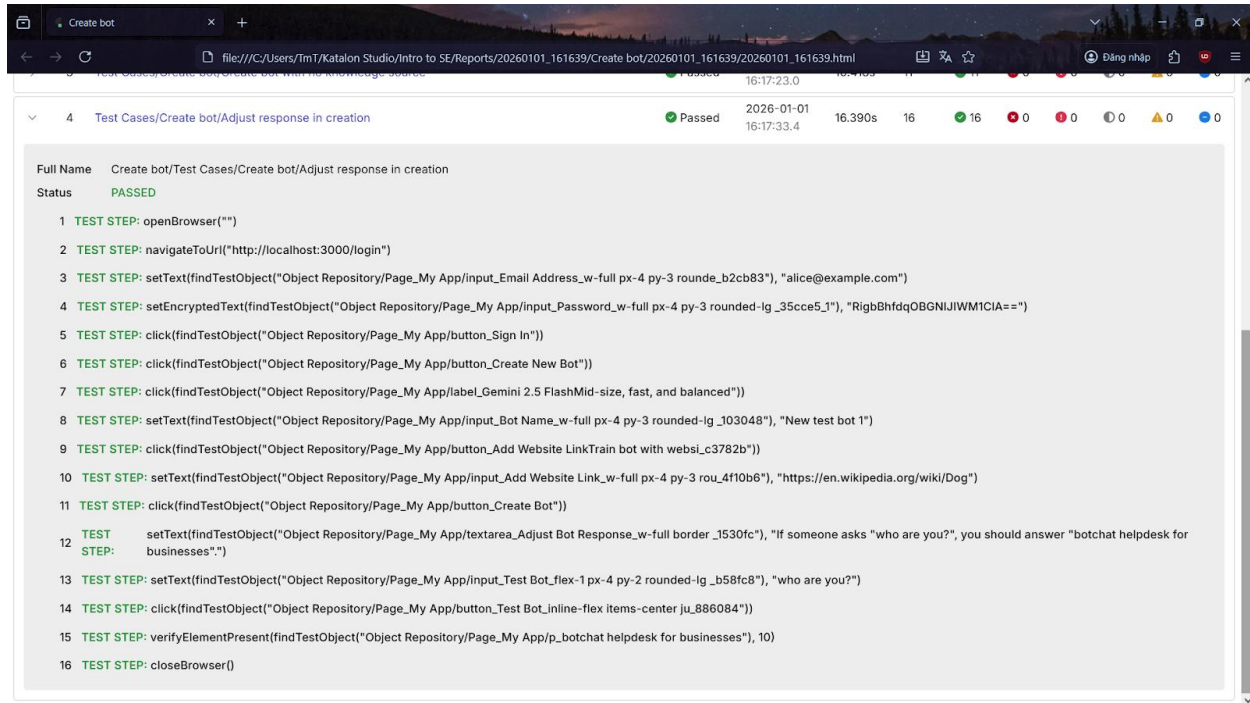 Create bot
file:///C:/Users/TmT/Katalon Studio/Intro to SE/Reports/20260101_161639/Create bot/20260101_161639/20260101_161639.html
Đăng nhập
Test Cases/Create bot/Create bot with no knowledge source Passed 16:17:23.0
4 Test Cases/Create bot/Adjust response in creation Passed 2026-01-01 16:17:33.4 16.390s 16 16 0 0 0 0 0
Full Name Create bot/Test Cases/Create bot/Adjust response in creation
Status PASSED
1 TEST STEP: openBrowser("")
2 TEST STEP: navigateToUrl("http://localhost:3000/login")
3 TEST STEP: setText(findTestObject("Object Repository/Page_My App/input_Email Address_w-full px-4 py-3 rounde_b2cb83"), "alice@example.com")
4 TEST STEP: setEncryptedText(findTestObject("Object Repository/Page_My App/input_Password_w-full px-4 py-3 rounded-lg _35cce5_1"), "RigbBhfdqOBGNIJIWM1ClA==")
5 TEST STEP: click(findTestObject("Object Repository/Page_My App/button_Sign In"))
6 TEST STEP: click(findTestObject("Object Repository/Page_My App/button_Create New Bot"))
7 TEST STEP: click(findTestObject("Object Repository/Page_My App/label_Gemini 2.5 FlashMid-size, fast, and balanced"))
8 TEST STEP: setText(findTestObject("Object Repository/Page_My App/input_Bot Name_w-full px-4 py-3 rounded-lg _103048"), "New test bot 1")
9 TEST STEP: click(findTestObject("Object Repository/Page_My App/button_Add Website LinkTrain bot with websi_c3782b"))
10 TEST STEP: setText(findTestObject("Object Repository/Page_My App/input_Add Website Link_w-full px-4 py-3 rou_4f10b6"), "https://en.wikipedia.org/wiki/Dog")
11 TEST STEP: click(findTestObject("Object Repository/Page_My App/button_Create Bot"))
12 TEST STEP: setText(findTestObject("Object Repository/Page_My App/textarea_Adjust Bot Response_w-full border _1530fc"), "If someone asks "who are you?", you should answer "botchat helpdesk for
businesses".")
13 TEST STEP: setText(findTestObject("Object Repository/Page_My App/input_Test Bot_flex-1 px-4 py-2 rounded-lg _b58fc8"), "who are you?")
14 TEST STEP: click(findTestObject("Object Repository/Page_My App/button_Test Bot_inline-flex items-center ju_886084"))
15 TEST STEP: verifyElementPresent(findTestObject("Object Repository/Page_My App/p_botchat helpdesk for businesses"), 10)
16 TEST STEP: closeBrowser()